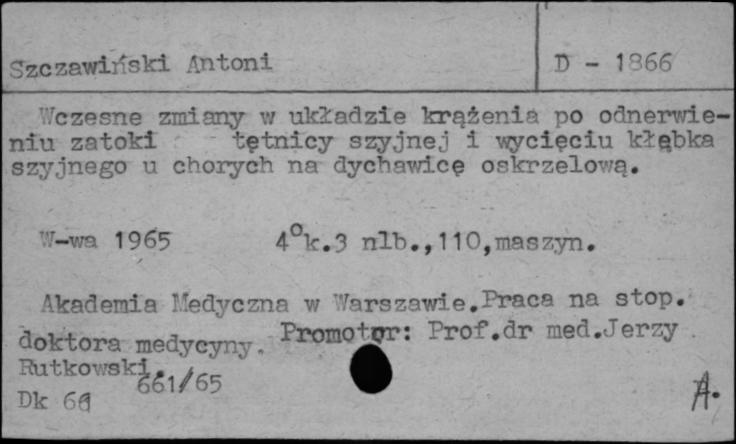 Szczawiński Antoni D - 1866
Wczesne zmiany w układzie krążenia po odnerwie-
niu zatoki tętnicy szyjnej i wycięciu kłębka
szyjnego u chorych na dychawicę oskrzelową.
W-wa 1965 4°k.3 nlb.,110,maszyn.
Akademia Medyczna w Warszawie.Praca na stop.
doktora medycyny. Promotor: Prof.dr med.Jerzy
Rutkowski.
661/65
Dk 66 A.